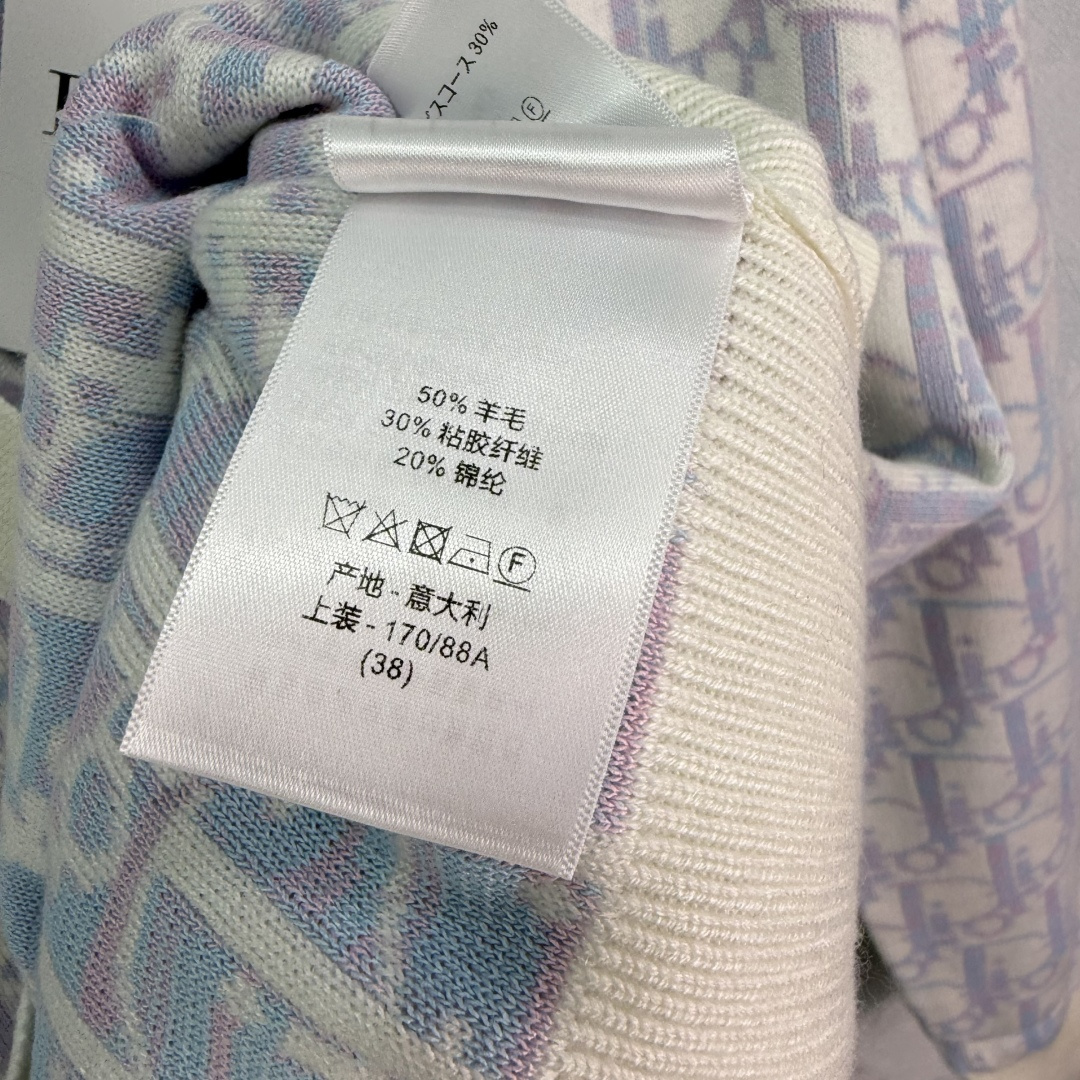 スコース 30%
F
50% 羊毛
30% 粘胶纤维
20% 锦纶
F
产地 - 意大利
上装 - 170/88A
(38)